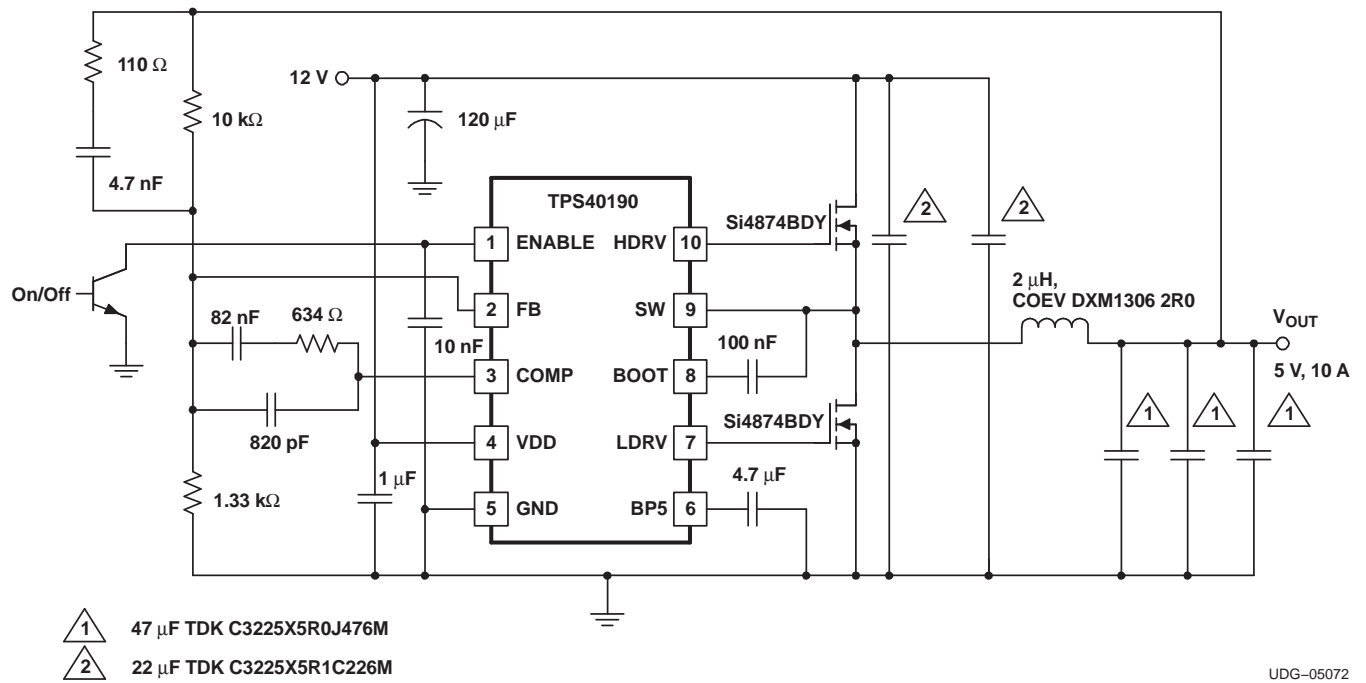 110 Ω
10 kΩ
4.7 nF
12 V
120 μF
TPS40190
Si4874BDY
2
2
1 ENABLE HDRV 10
On/Off
2 FB SW 9
82 nF 634 Ω
10 nF
100 nF
2 μH,
COEV DXM1306 2R0
VOUT
5 V, 10 A
3 COMP BOOT 8
820 pF
Si4874BDY
1
1
1
4 VDD LDRV 7
1 μF
4.7 μF
1.33 kΩ
5 GND BP5 6
1 47 μF TDK C3225X5R0J476M
2 22 μF TDK C3225X5R1C226M
UDG–05072